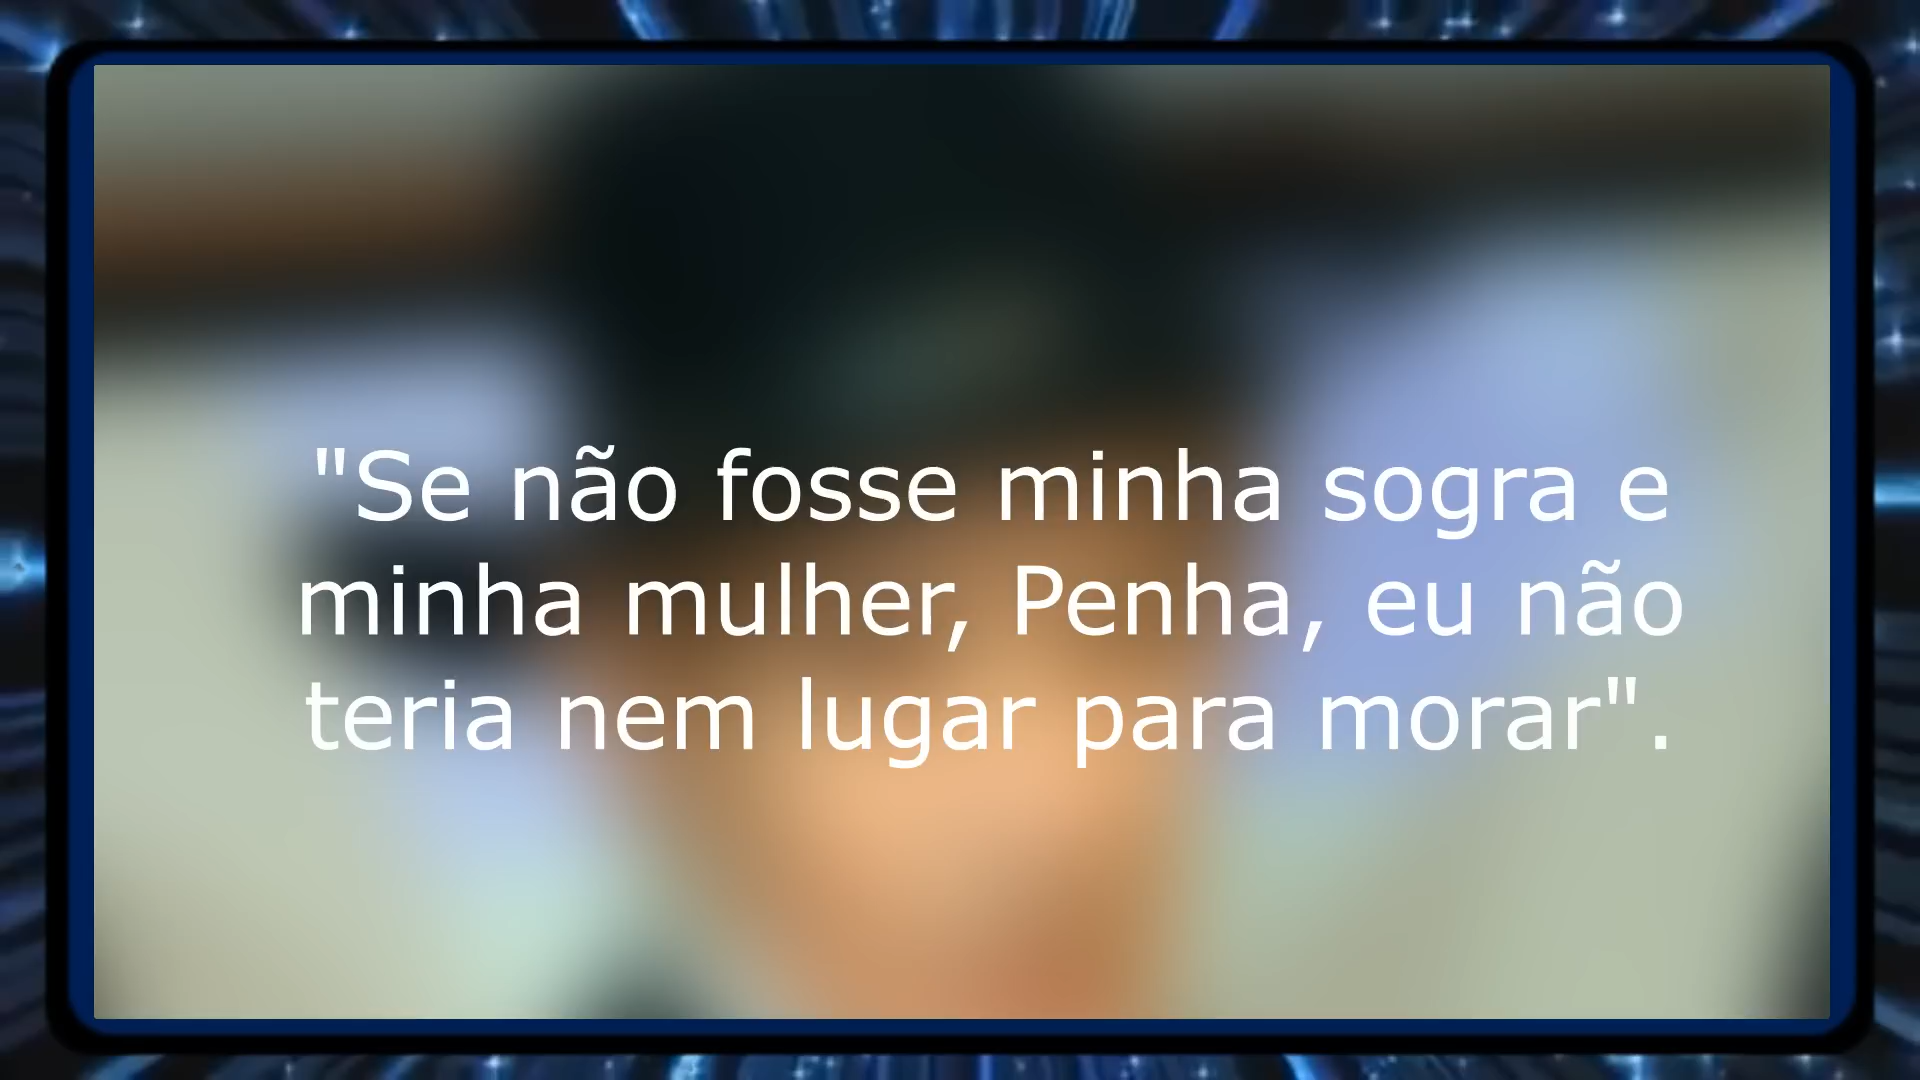 "Se não fosse minha sogra e
minha mulher, Penha, eu não
teria nem lugar para morar".